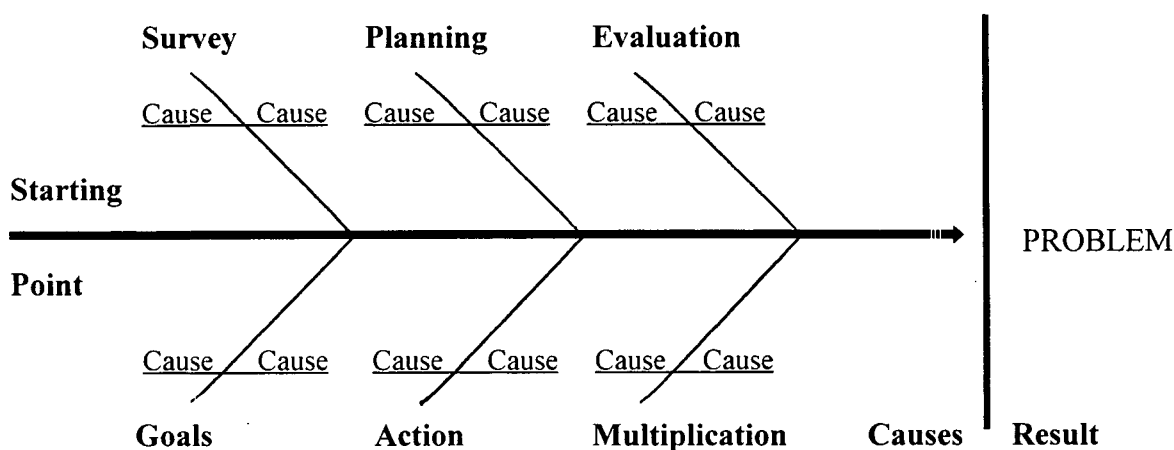 Survey Planning Evaluation
Cause Cause Cause Cause Cause Cause
Starting
PROBLEM
Point
Cause Cause Cause Cause Cause Cause
Goals Action Multiplication Causes Result